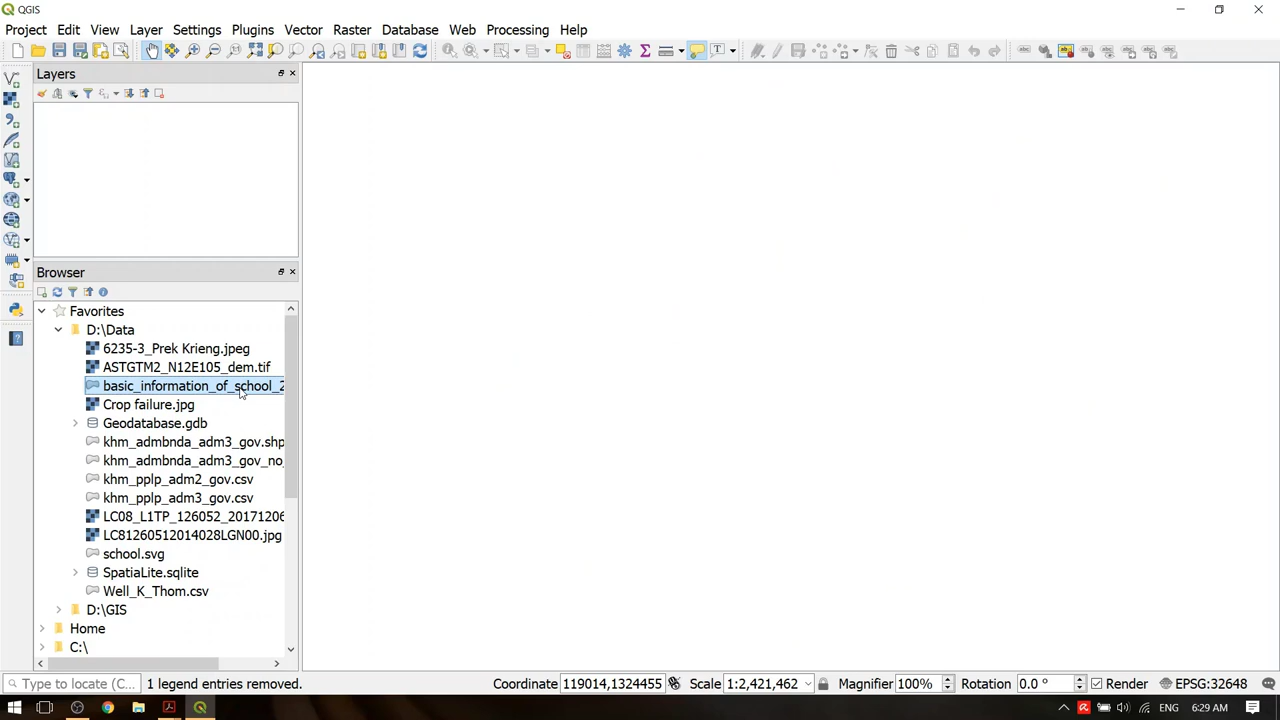 QGIS
Project Edit View Layer Settings Plugins Vector Raster Database Web Processing Help
Layers
Browser
Favorites
D:\Data
6235-3_Prek Krieng.jpeg
ASTGTM2_N12E105_dem.tif
basic_information_of_school_2
Crop failure.jpg
Geodatabase.gdb
khm_admbnda_adm3_gov.shp
khm_admbnda_adm3_gov_no
khm_pplp_adm2_gov.csv
khm_pplp_adm3_gov.csv
LC08_L1TP_126052_20171206
LC81260512014028LGN00.jpg
school.svg
SpatiaLite.sqlite
Well_K_Thom.csv
D:\GIS
Home
C:\
Type to locate (C... 1 legend entries removed. Coordinate 119014,1324455 Scale 1:2,421,462 Magnifier 100% Rotation 0.0 ° Render EPSG:32648
ENG 6:29 AM